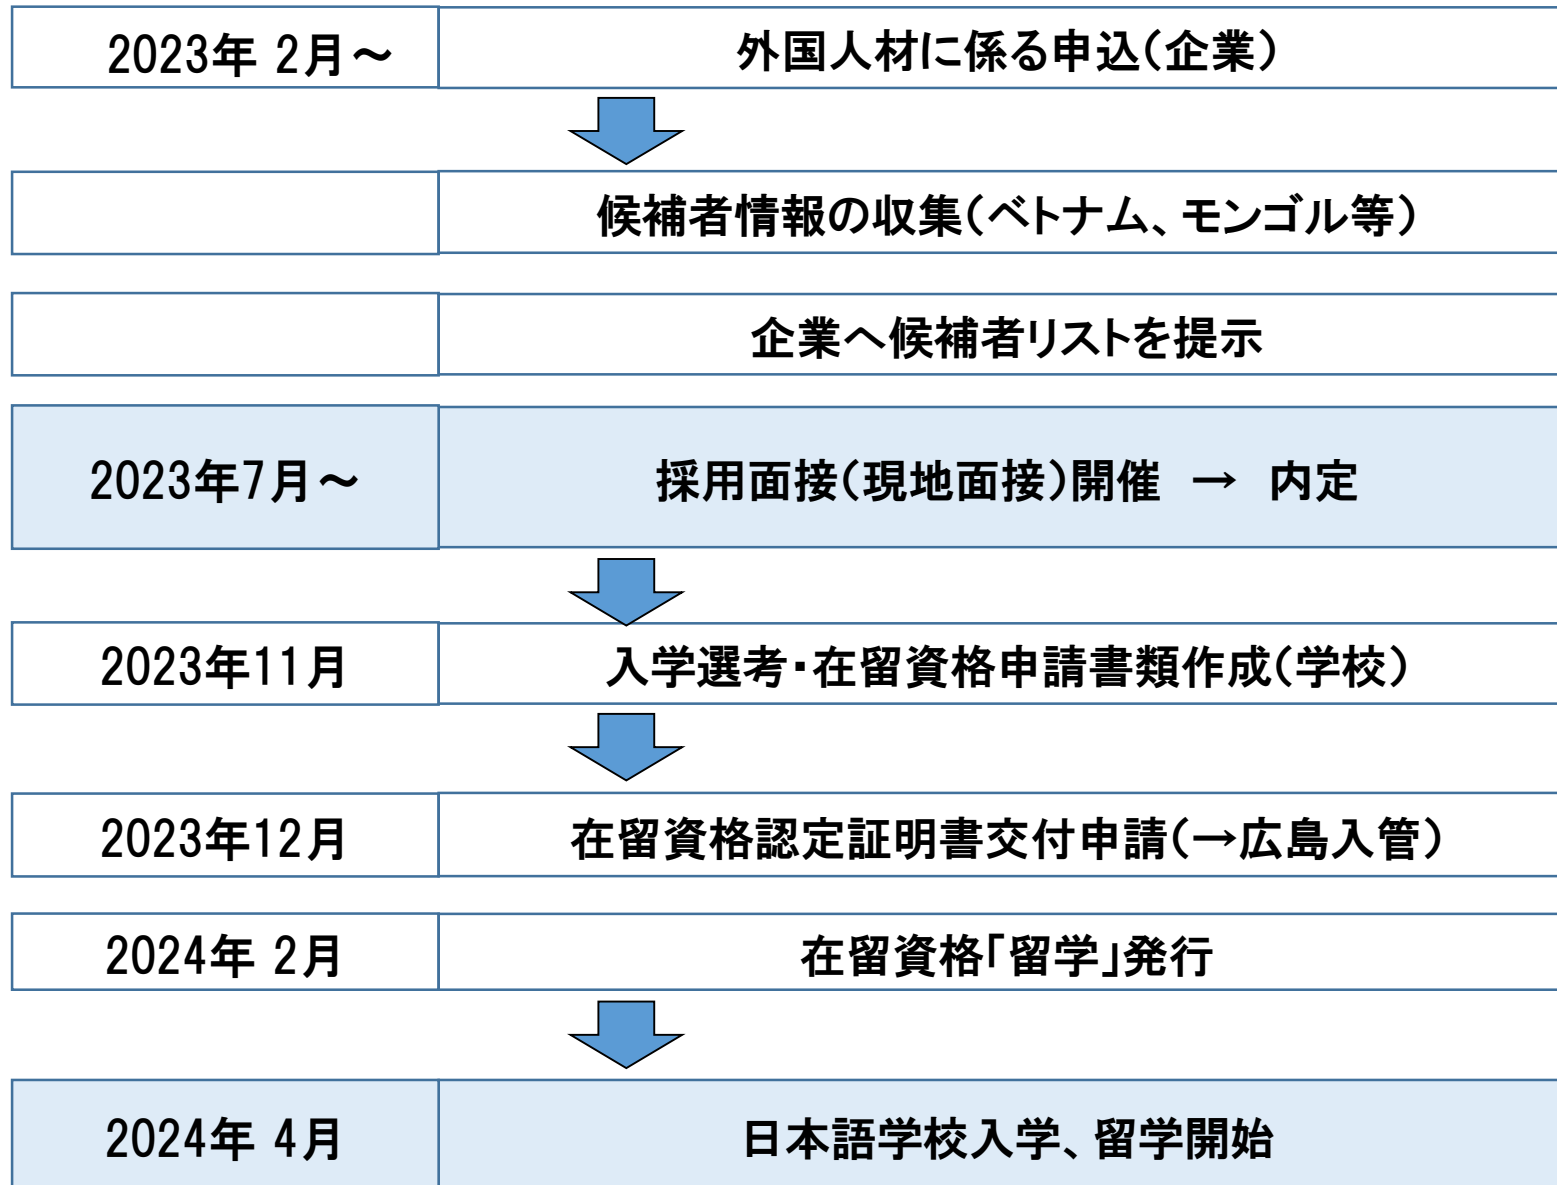 2023年 2月～ 外国人材に係る申込（企業）
候補者情報の収集（ベトナム、モンゴル等）
企業へ候補者リストを提示
2023年7月～ 採用面接（現地面接）開催 → 内定
2023年11月 入学選考・在留資格申請書類作成（学校）
2023年12月 在留資格認定証明書交付申請（→広島入管）
2024年 2月 在留資格「留学」発行
2024年 4月 日本語学校入学、留学開始